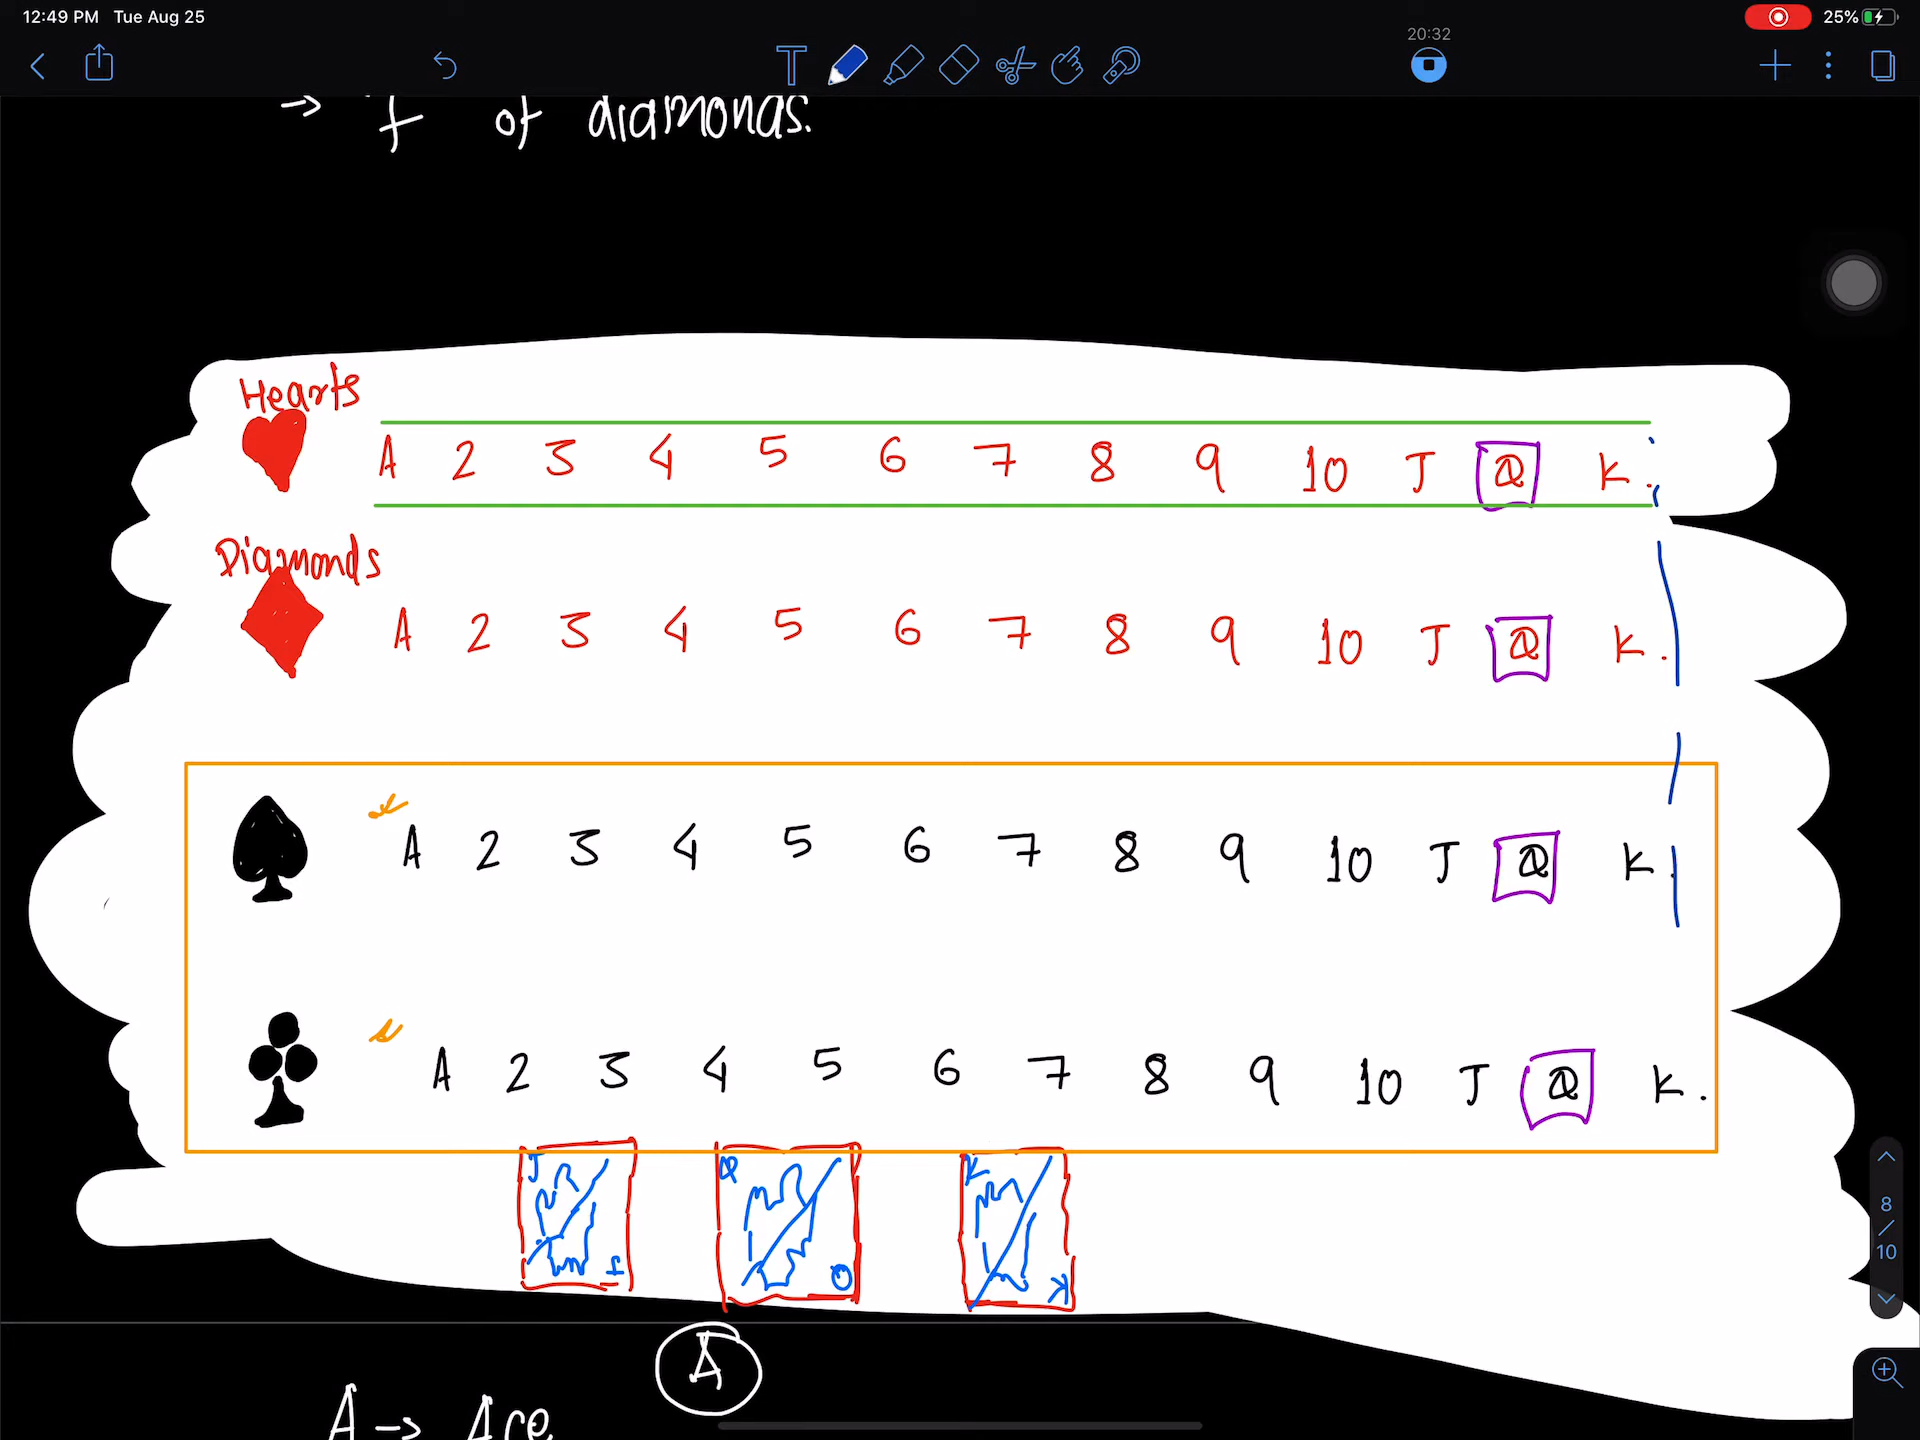 12:49 PM Tue Aug 25
25%
20:32
T
→ 7 of diamonds.
Hearts
A 2 3 4 5 6 7 8 9 10 J Q K.
Diamonds
A 2 3 4 5 6 7 8 9 10 J Q K.
A 2 3 4 5 6 7 8 9 10 J Q K.
A 2 3 4 5 6 7 8 9 10 J Q K.
J Q K
J Q K
8
/
10
A
A → Ace